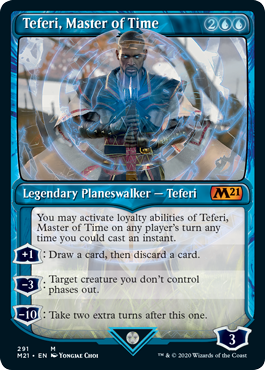 Teferi, Master of Time 2
Legendary Planeswalker — Teferi M21
You may activate loyalty abilities of Teferi,
Master of Time on any player's turn any
time you could cast an instant.
+1: Draw a card, then discard a card.
-3: Target creature you don't control
phases out.
-10: Take two extra turns after this one.
3
291 M
M21 • EN YONGJAE CHOI ™ & © 2020 Wizards of the Coast